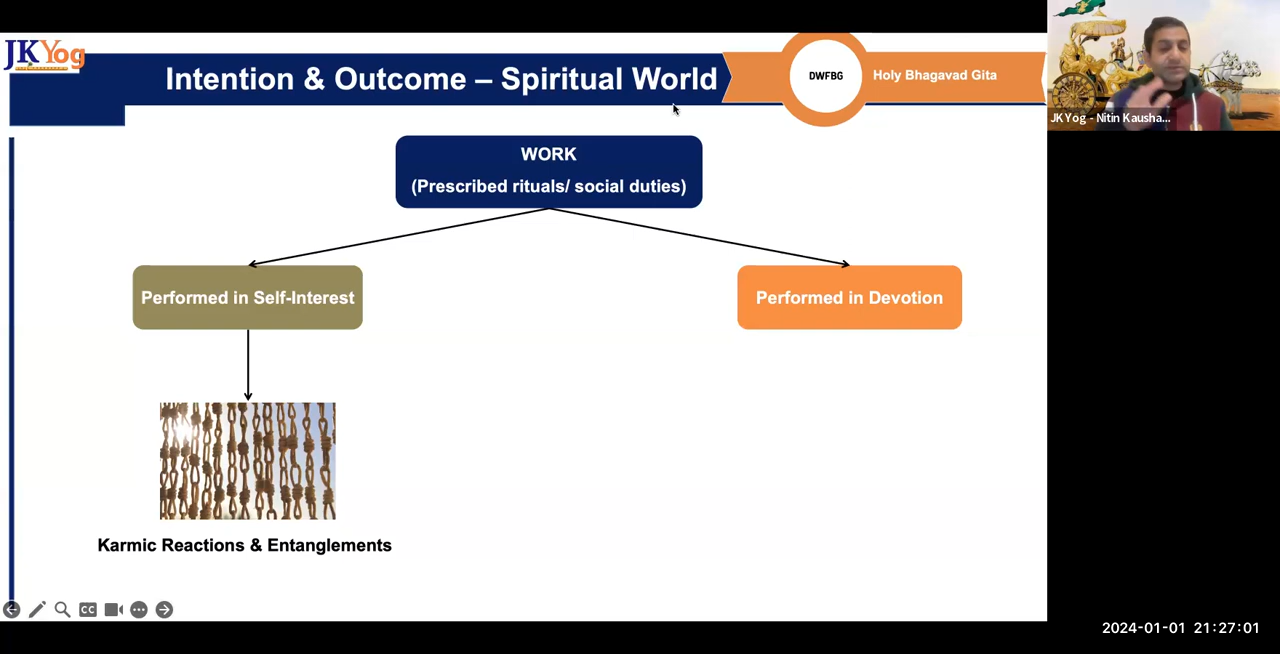 JKYog
Intention & Outcome – Spiritual World
DWFBG
Holy Bhagavad Gita
JKYog - Nitin Kausha...
WORK
(Prescribed rituals/ social duties)
Performed in Self-Interest
Performed in Devotion
Karmic Reactions & Entanglements
CC
2024-01-01 21:27:01